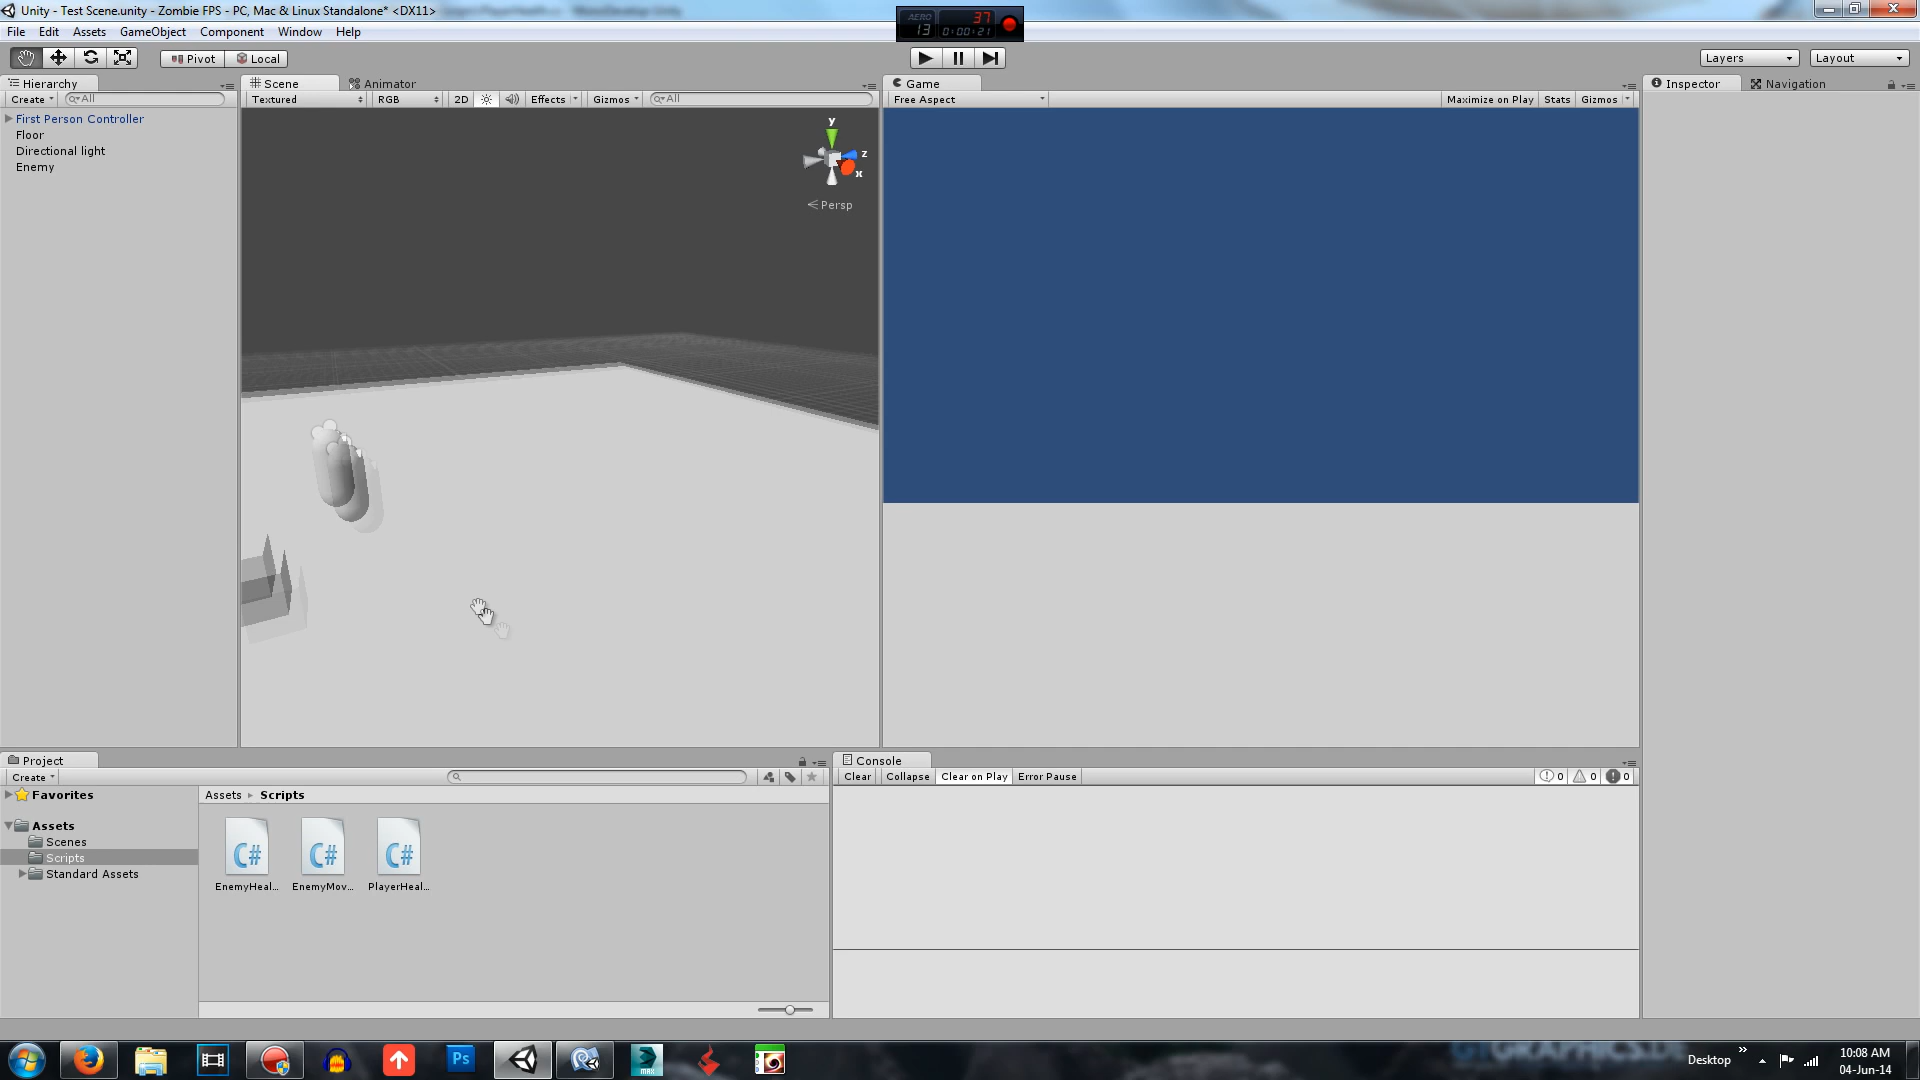 Unity - Test Scene.unity - Zombie FPS - PC, Mac & Linux Standalone* <DX11>
AERO 13 37 0:00:21
File Edit Assets GameObject Component Window Help
Pivot Local
Layers Layout
Hierarchy
Create All
First Person Controller
Floor
Directional light
Enemy
Scene Animator
Textured RGB 2D Effects Gizmos All
y
z
x
Persp
Game
Free Aspect Maximize on Play Stats Gizmos
Inspector Navigation
Project
Create
Favorites
Assets
Scenes
Scripts
Standard Assets
Assets Scripts
C# C# C#
EnemyHeal... EnemyMov... PlayerHeal...
Console
Clear Collapse Clear on Play Error Pause 0 0 0
Ps
MAX
Desktop
10:08 AM
04-Jun-14